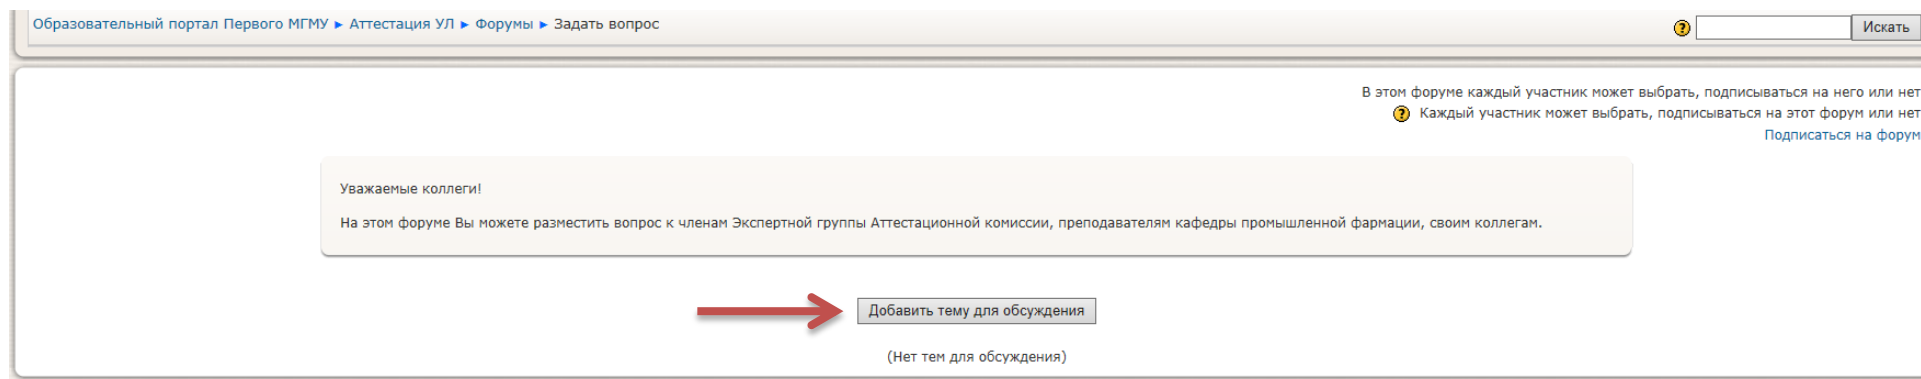 Образовательный портал Первого МГМУ ► Аттестация УЛ ► Форумы ► Задать вопрос
Искать
В этом форуме каждый участник может выбрать, подписываться на него или нет
Каждый участник может выбрать, подписываться на этот форум или нет
Подписаться на форум
Уважаемые коллеги!
На этом форуме Вы можете разместить вопрос к членам Экспертной группы Аттестационной комиссии, преподавателям кафедры промышленной фармации, своим коллегам.
Добавить тему для обсуждения
(Нет тем для обсуждения)